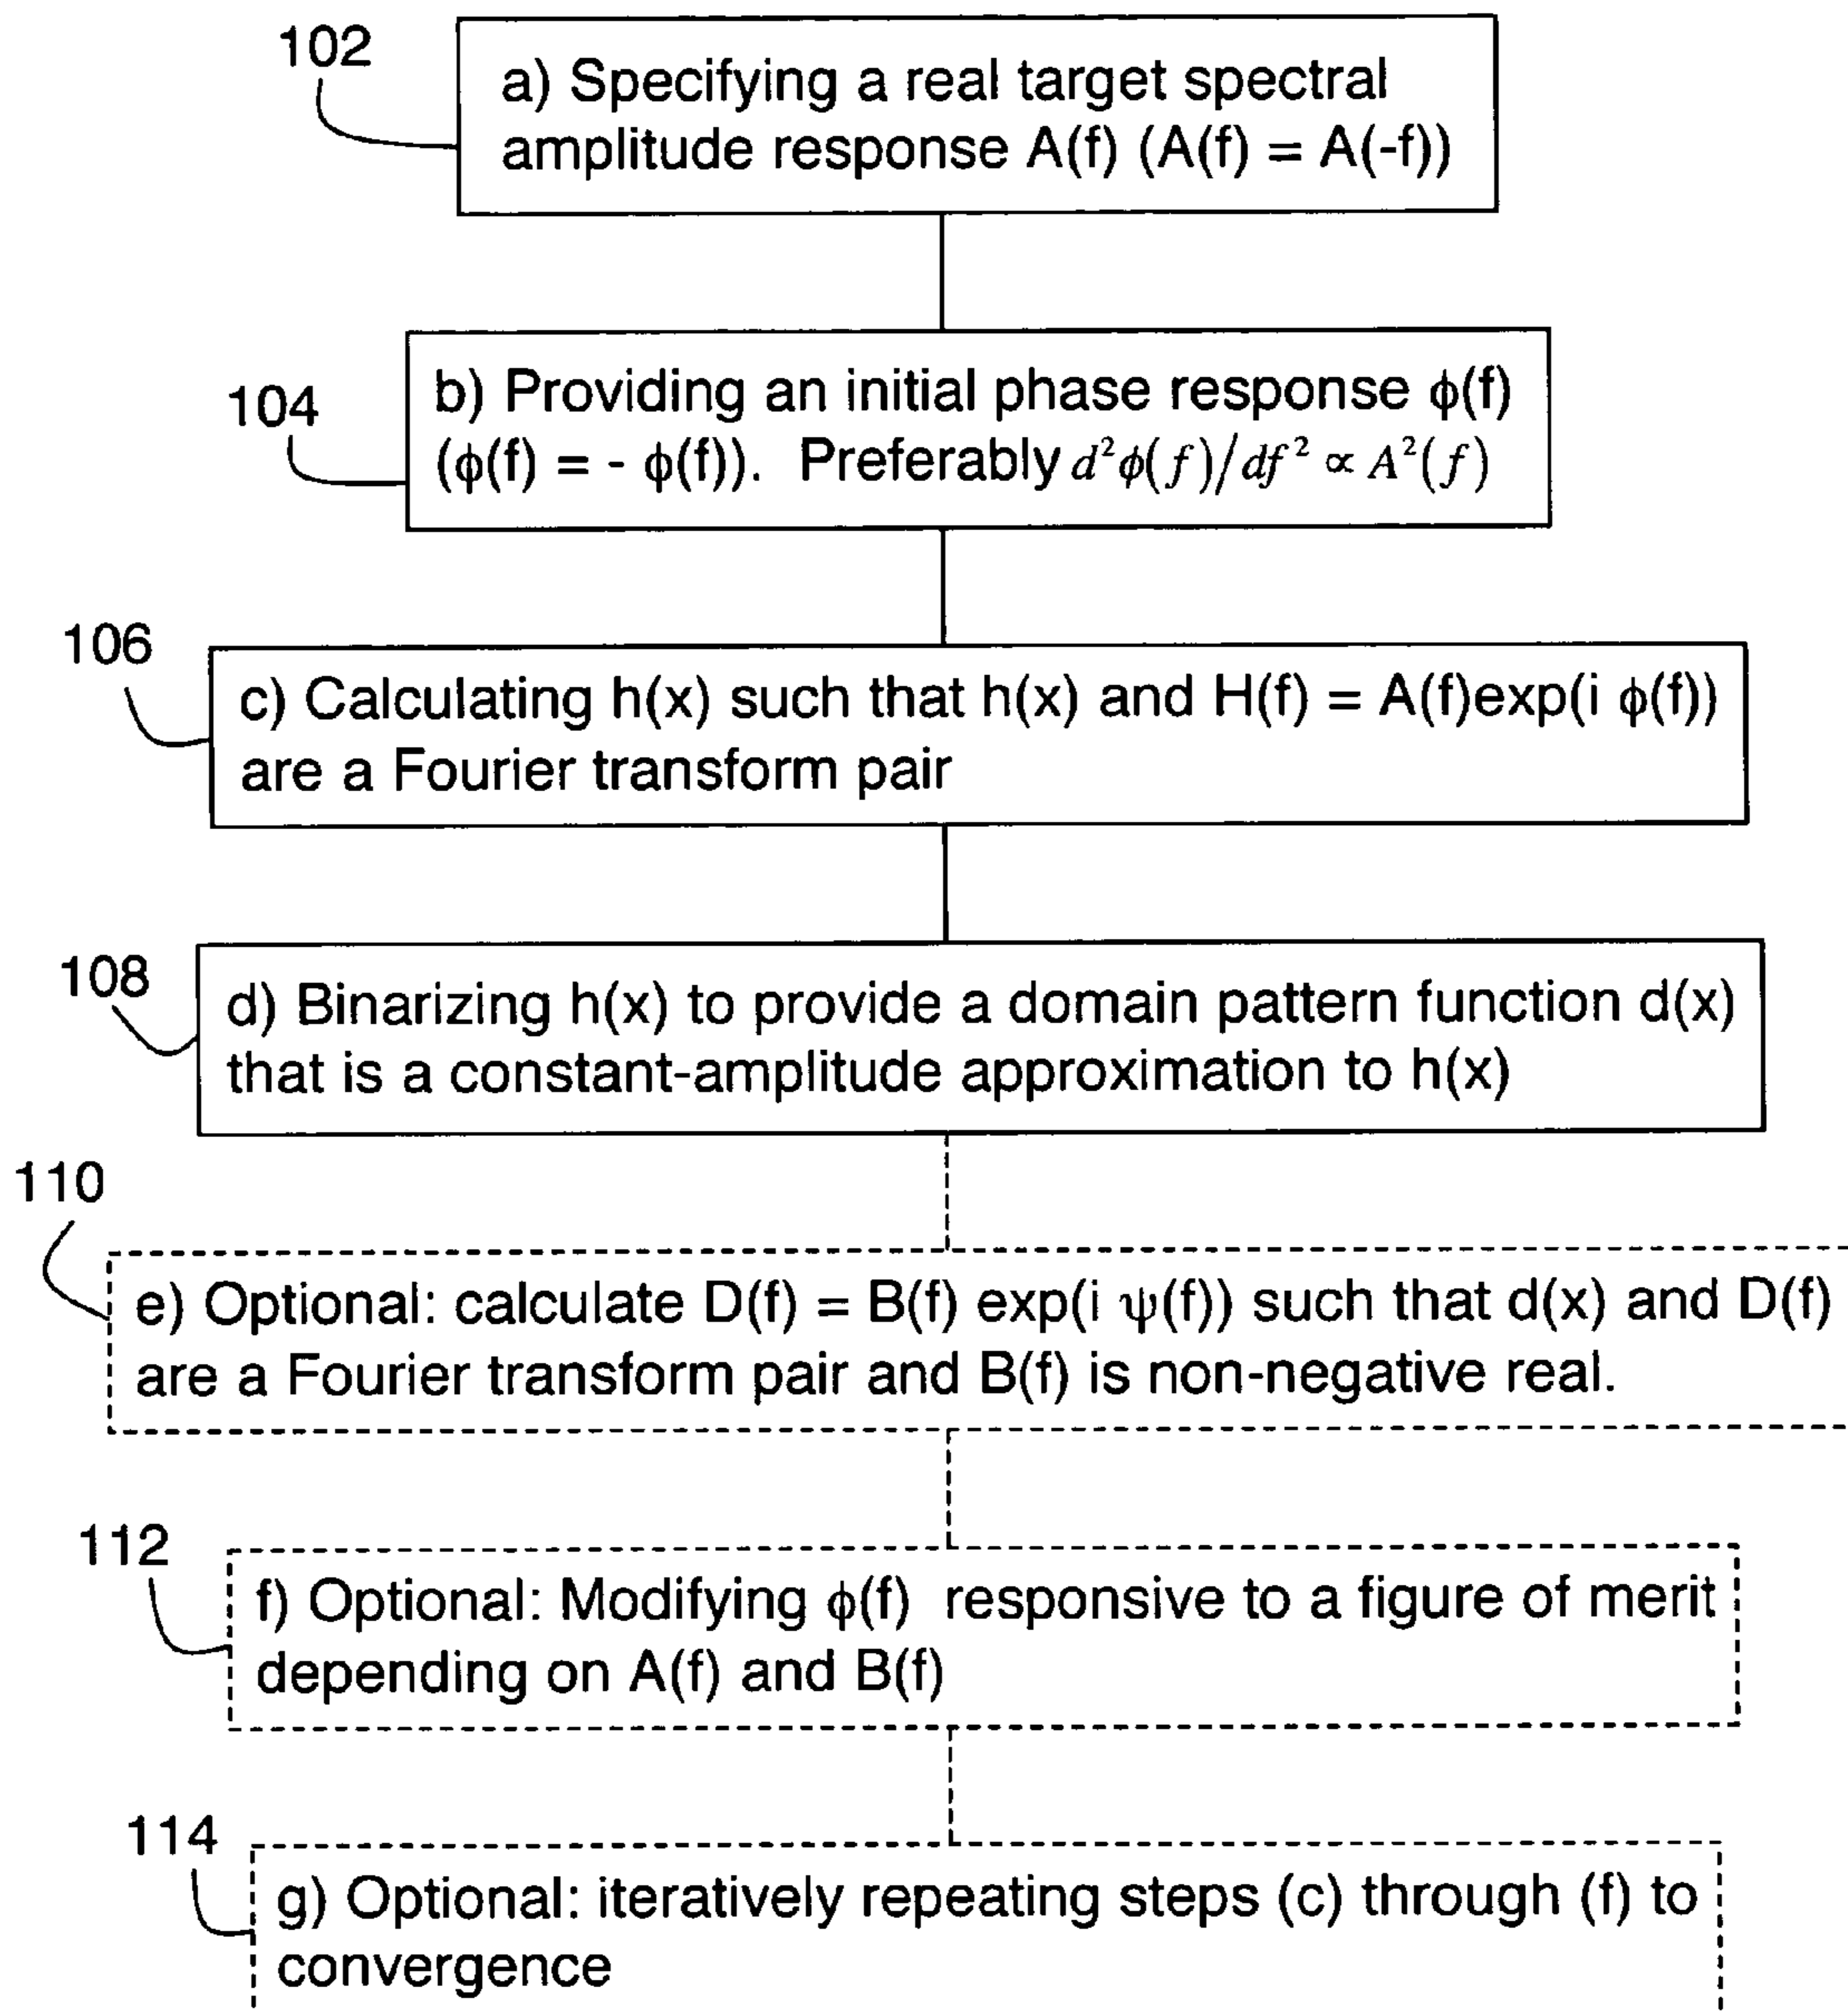 102
a) Specifying a real target spectral
amplitude response A(f) (A(f) = A(-f))
104
b) Providing an initial phase response ϕ(f)
(ϕ(f) = - ϕ(f)).  Preferably d²ϕ(f)/df² ∝ A²(f)
106
c) Calculating h(x) such that h(x) and H(f) = A(f)exp(i ϕ(f))
are a Fourier transform pair
108
d) Binarizing h(x) to provide a domain pattern function d(x)
that is a constant-amplitude approximation to h(x)
110
e) Optional: calculate D(f) = B(f) exp(i ψ(f)) such that d(x) and D(f)
are a Fourier transform pair and B(f) is non-negative real.
112
f) Optional: Modifying ϕ(f) responsive to a figure of merit
depending on A(f) and B(f)
114
g) Optional: iteratively repeating steps (c) through (f) to
convergence